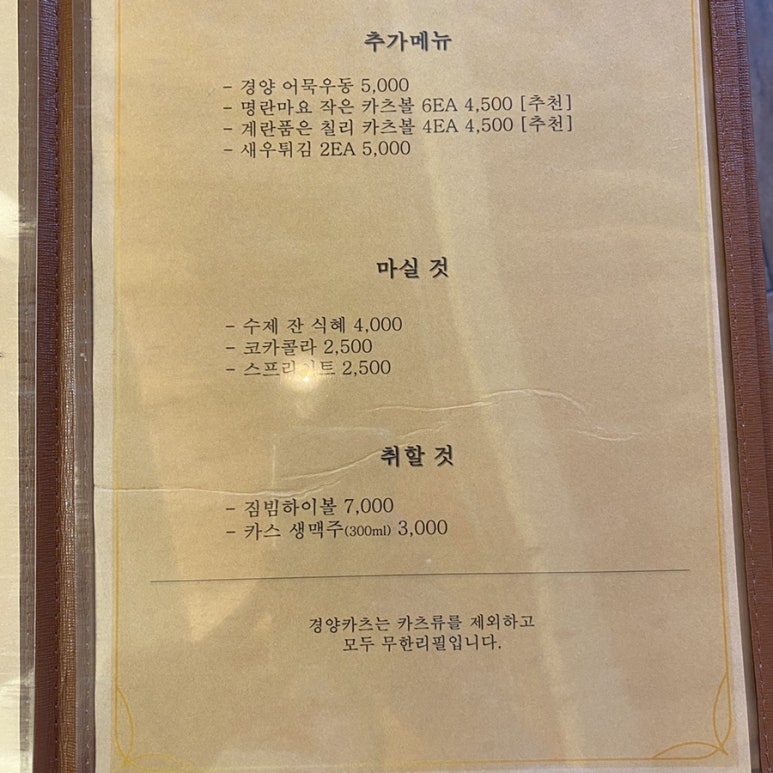 추가메뉴
- 경양 어묵우동 5,000
- 명란마요 작은 카츠볼 6EA 4,500 [추천]
- 계란품은 칠리 카츠볼 4EA 4,500 [추천]
- 새우튀김 2EA 5,000
마실 것
- 수제 잔 식혜 4,000
- 코카콜라 2,500
- 스프라이트 2,500
취할 것
- 짐빔하이볼 7,000
- 카스 생맥주(300ml) 3,000
경양카츠는 카츠류를 제외하고
모두 무한리필입니다.